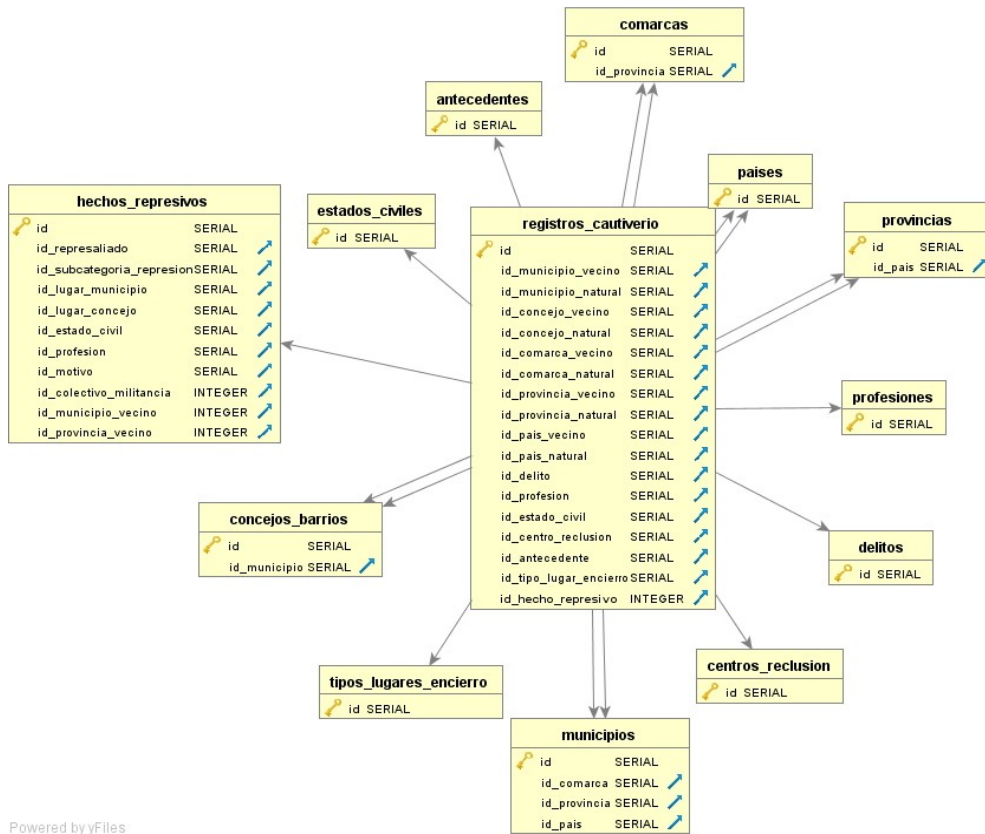 comarcas
id SERIAL
id_provincia SERIAL
antecedentes
id SERIAL
paises
id SERIAL
hechos_represivos
id SERIAL
id_represaliado SERIAL
id_subcategoria_represion SERIAL
id_lugar_municipio SERIAL
id_lugar_concejo SERIAL
id_estado_civil SERIAL
id_profesion SERIAL
id_motivo SERIAL
id_colectivo_militancia INTEGER
id_municipio_vecino INTEGER
id_provincia_vecino INTEGER
estados_civiles
id SERIAL
registros_cautiverio
id SERIAL
id_municipio_vecino SERIAL
id_municipio_natural SERIAL
id_concejo_vecino SERIAL
id_concejo_natural SERIAL
id_comarca_vecino SERIAL
id_comarca_natural SERIAL
id_provincia_vecino SERIAL
id_provincia_natural SERIAL
id_pais_vecino SERIAL
id_pais_natural SERIAL
id_delito SERIAL
id_profesion SERIAL
id_estado_civil SERIAL
id_centro_reclusion SERIAL
id_antecedente SERIAL
id_tipo_lugar_encierro SERIAL
id_hecho_represivo INTEGER
provincias
id SERIAL
id_pais SERIAL
profesiones
id SERIAL
concejos_barrios
id SERIAL
id_municipio SERIAL
delitos
id SERIAL
tipos_lugares_encierro
id SERIAL
centros_reclusion
id SERIAL
municipios
id SERIAL
id_comarca SERIAL
id_provincia SERIAL
id_pais SERIAL
Powered by yFiles